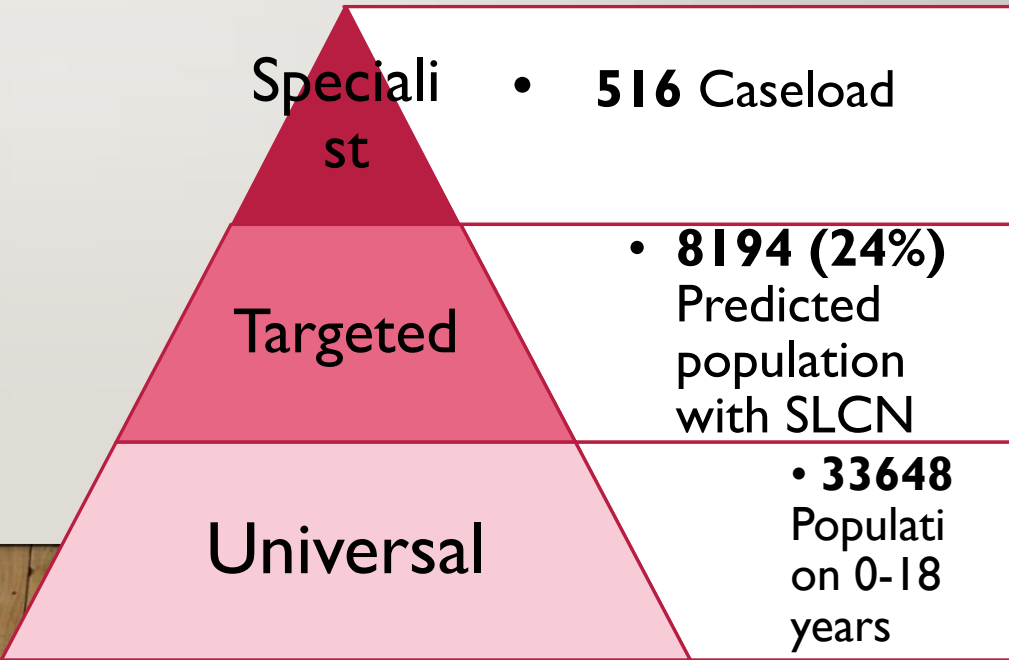 Speciali
st
• 516 Caseload
Targeted
• 8194 (24%)
Predicted
population
with SLCN
Universal
• 33648
Populati
on 0-18
years